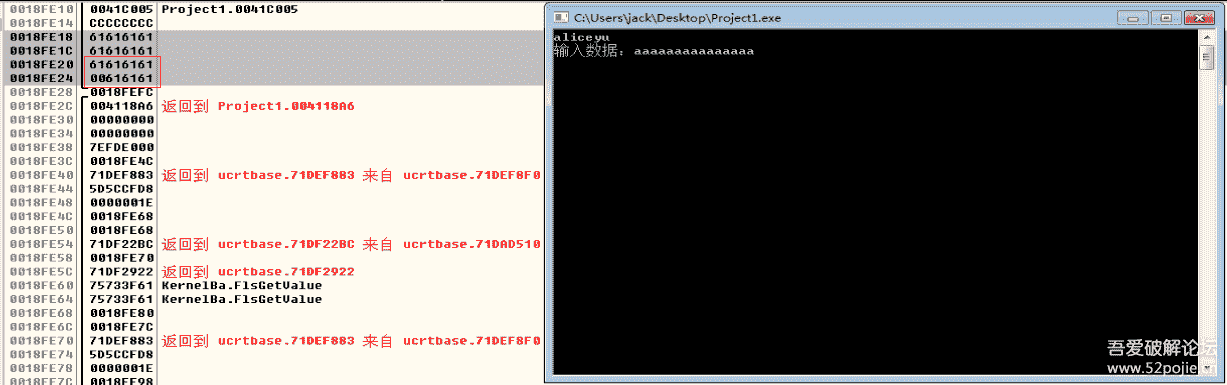 0018FE10 0041C005 Project1.0041C005
0018FE14 CCCCCCCC
0018FE18 61616161
0018FE1C 61616161
0018FE20 61616161
0018FE24 00616161
0018FE28 0018FEFC
0018FE2C 004118A6 返回到 Project1.004118A6
0018FE30 00000000
0018FE34 00000000
0018FE38 7EFDE000
0018FE3C 0018FE4C
0018FE40 71DEF883 返回到 ucrtbase.71DEF883 来自 ucrtbase.71DEF8F0
0018FE44 5D5CCFD8
0018FE48 0000001E
0018FE4C 0018FE68
0018FE50 0018FE68
0018FE54 71DF22BC 返回到 ucrtbase.71DF22BC 来自 ucrtbase.71DAD510
0018FE58 0018FE70
0018FE5C 71DF2922 返回到 ucrtbase.71DF2922
0018FE60 75733F61 KernelBa.FlsGetValue
0018FE64 75733F61 KernelBa.FlsGetValue
0018FE68 0018FE80
0018FE6C 0018FE7C
0018FE70 71DEF883 返回到 ucrtbase.71DEF883 来自 ucrtbase.71DEF8F0
0018FE74 5D5CCFD8
0018FE78 0000001E
0018FE7C 0018FE98
C:\Users\jack\Desktop\Project1.exe
aliceyu
输入数据：aaaaaaaaaaaaaaa
吾爱破解论坛
www.52pojie.cn